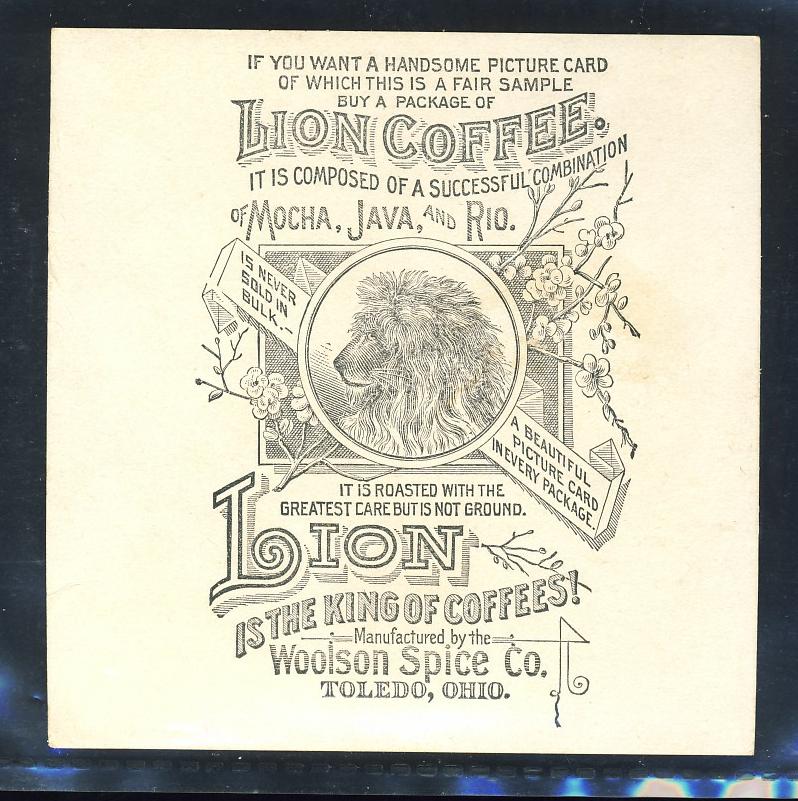 IF YOU WANT A HANDSOME PICTURE CARD
OF WHICH THIS IS A FAIR SAMPLE
BUY A PACKAGE OF
LION COFFEE.
IT IS COMPOSED OF A SUCCESSFUL COMBINATION
OF MOCHA, JAVA, AND RIO.
IS NEVER
SOLD IN
BULK.-
A BEAUTIFUL
PICTURE CARD
IN EVERY PACKAGE.
IT IS ROASTED WITH THE
GREATEST CARE BUT IS NOT GROUND.
LION
IS THE KING OF COFFEES!
Manufactured by the
Woolson Spice Co.
TOLEDO, OHIO.